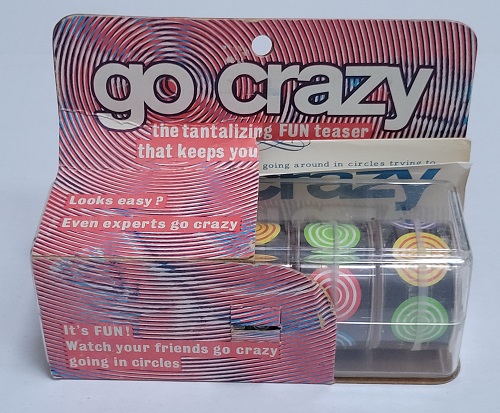 go crazy
the tantalizing FUN teaser
that keeps you
going around in circles trying to
crazy
Looks easy?
Even experts go crazy
It's FUN!
Watch your friends go crazy
going in circles